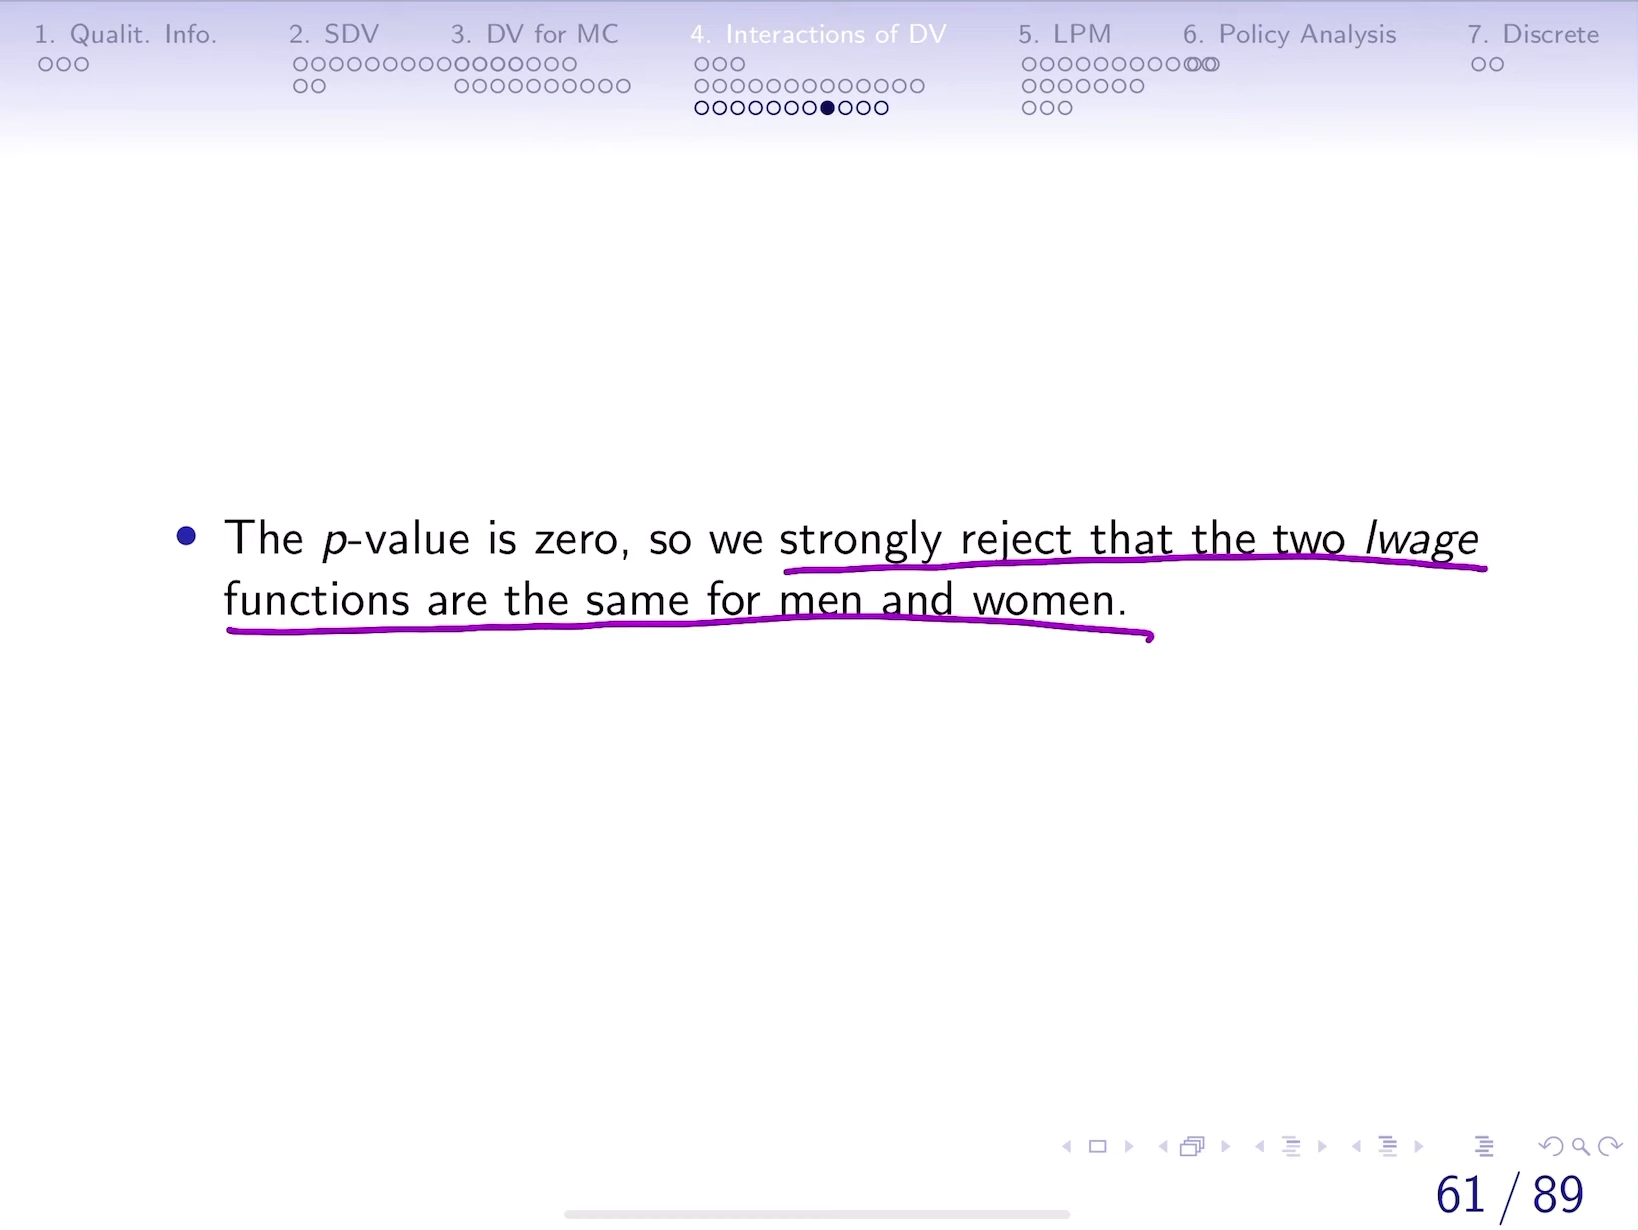 1. Qualit. Info. 2. SDV 3. DV for MC 4. Interactions of DV 5. LPM 6. Policy Analysis 7. Discrete
• The p-value is zero, so we strongly reject that the two lwage
functions are the same for men and women.
61 / 89